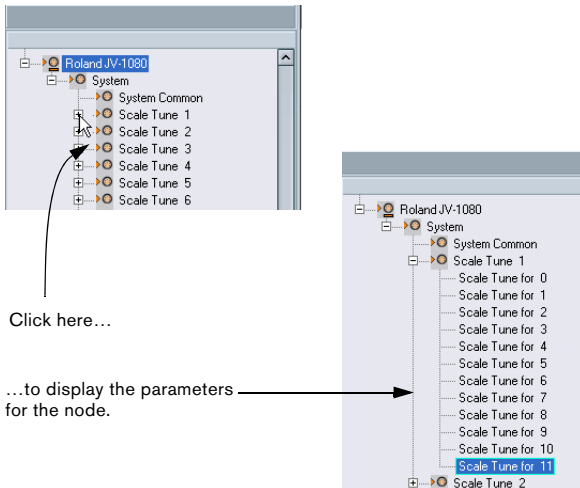 Roland JV-1080
System
System Common
Scale Tune 1
Scale Tune 2
Scale Tune 3
Scale Tune 4
Scale Tune 5
Scale Tune 6
Click here…
…to display the parameters
for the node.
Roland JV-1080
System
System Common
Scale Tune 1
Scale Tune for 0
Scale Tune for 1
Scale Tune for 2
Scale Tune for 3
Scale Tune for 4
Scale Tune for 5
Scale Tune for 6
Scale Tune for 7
Scale Tune for 8
Scale Tune for 9
Scale Tune for 10
Scale Tune for 11
Scale Tune 2